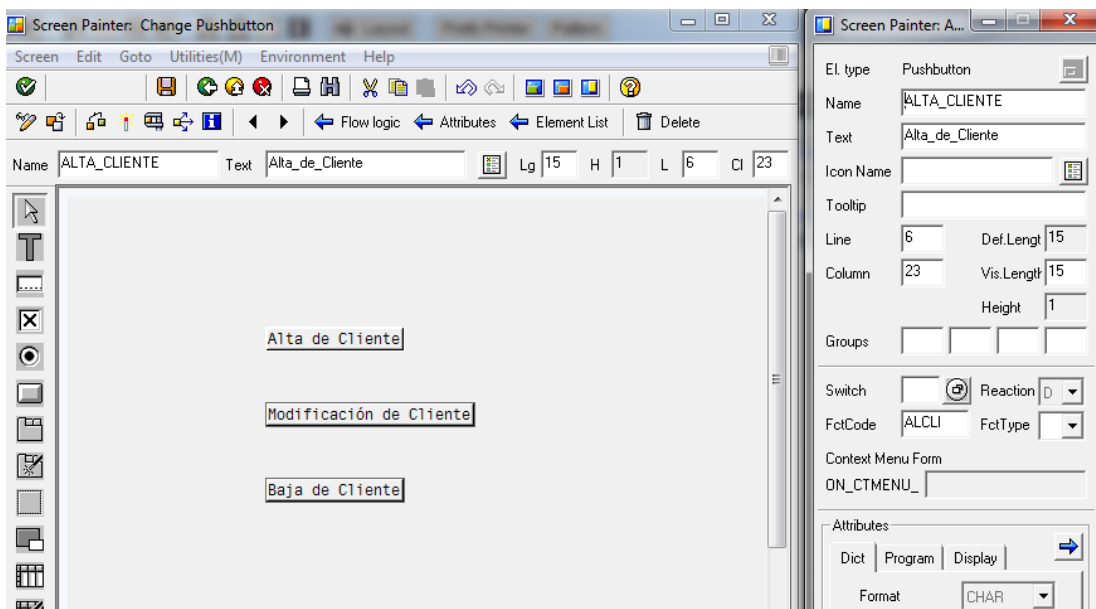 Screen Painter: Change Pushbutton
Screen Edit Goto Utilities(M) Environment Help
Flow logic Attributes Element List Delete
Name ALTA_CLIENTE Text Alta_de_Cliente Lg 15 H 1 L 6 Cl 23
Alta de Cliente
Modificación de Cliente
Baja de Cliente
Screen Painter: A...
El. type Pushbutton
Name ALTA_CLIENTE
Text Alta_de_Cliente
Icon Name
Tooltip
Line 6 Def.Lengt 15
Column 23 Vis.Length 15
Height 1
Groups
Switch Reaction D
FctCode ALCLI FctType
Context Menu Form
ON_CTMENU_
Attributes
Dict Program Display
Format CHAR